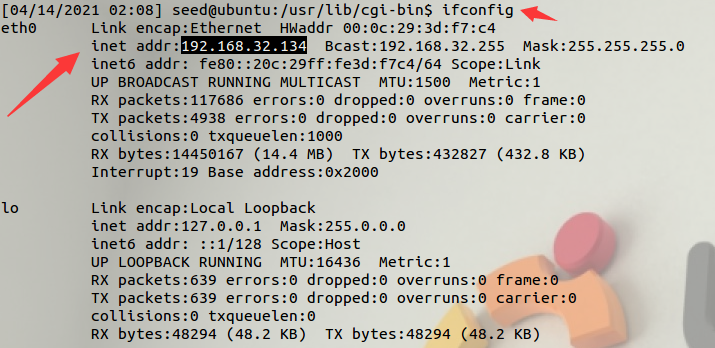 [04/14/2021 02:08] seed@ubuntu:/usr/lib/cgi-bin$ ifconfig
eth0 Link encap:Ethernet HWaddr 00:0c:29:3d:f7:c4
inet addr:192.168.32.134 Bcast:192.168.32.255 Mask:255.255.255.0
inet6 addr: fe80::20c:29ff:fe3d:f7c4/64 Scope:Link
UP BROADCAST RUNNING MULTICAST MTU:1500 Metric:1
RX packets:117686 errors:0 dropped:0 overruns:0 frame:0
TX packets:4938 errors:0 dropped:0 overruns:0 carrier:0
collisions:0 txqueuelen:1000
RX bytes:14450167 (14.4 MB) TX bytes:432827 (432.8 KB)
Interrupt:19 Base address:0x2000
lo Link encap:Local Loopback
inet addr:127.0.0.1 Mask:255.0.0.0
inet6 addr: ::1/128 Scope:Host
UP LOOPBACK RUNNING MTU:16436 Metric:1
RX packets:639 errors:0 dropped:0 overruns:0 frame:0
TX packets:639 errors:0 dropped:0 overruns:0 carrier:0
collisions:0 txqueuelen:0
RX bytes:48294 (48.2 KB) TX bytes:48294 (48.2 KB)